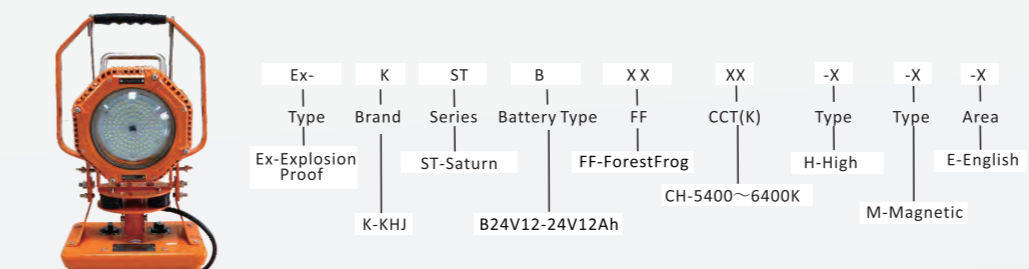 Ex- K ST B XX XX -X -X -X
Type Brand Series Battery Type FF CCT(K) Type Type Area
Ex-Explosion Proof ST-Saturn FF-ForestFrog H-High E-English
CH-5400～6400K
M-Magnetic
K-KHJ B24V12-24V12Ah